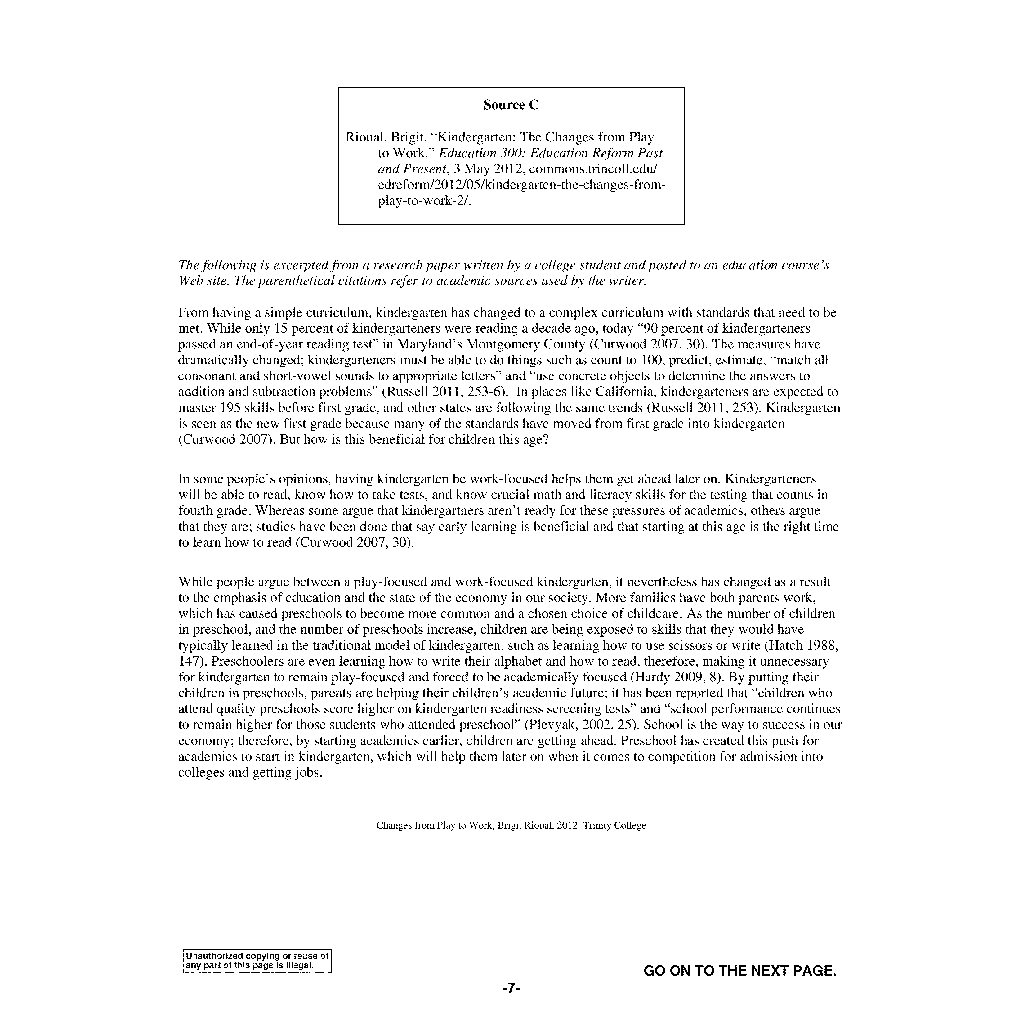 Source C
Rioual, Brigit. “Kindergarten: The Changes from Play
to Work.” Education 300: Education Reform Past
and Present, 3 May 2012, commons.trincoll.edu/
edreform/2012/05/kindergarten-the-changes-from-
play-to-work-2/.
The following is excerpted from a research paper written by a college student and posted to an education course’s
Web site. The parenthetical citations refer to academic sources used by the writer.
From having a simple curriculum, kindergarten has changed to a complex curriculum with standards that need to be
met. While only 15 percent of kindergarteners were reading a decade ago, today “90 percent of kindergarteners
passed an end-of-year reading test” in Maryland’s Montgomery County (Curwood 2007, 30). The measures have
dramatically changed; kindergarteners must be able to do things such as count to 100, predict, estimate, “match all
consonant and short-vowel sounds to appropriate letters” and “use concrete objects to determine the answers to
addition and subtraction problems” (Russell 2011, 253-6). In places like California, kindergarteners are expected to
master 195 skills before first grade, and other states are following the same trends (Russell 2011, 253). Kindergarten
is seen as the new first grade because many of the standards have moved from first grade into kindergarten
(Curwood 2007). But how is this beneficial for children this age?
In some people’s opinions, having kindergarten be work-focused helps them get ahead later on. Kindergarteners
will be able to read, know how to take tests, and know crucial math and literacy skills for the testing that counts in
fourth grade. Whereas some argue that kindergartners aren’t ready for these pressures of academics, others argue
that they are; studies have been done that say early learning is beneficial and that starting at this age is the right time
to learn how to read (Curwood 2007, 30).
While people argue between a play-focused and work-focused kindergarten, it nevertheless has changed as a result
to the emphasis of education and the state of the economy in our society. More families have both parents work,
which has caused preschools to become more common and a chosen choice of childcare. As the number of children
in preschool, and the number of preschools increase, children are being exposed to skills that they would have
typically learned in the traditional model of kindergarten, such as learning how to use scissors or write (Hatch 1988,
147). Preschoolers are even learning how to write their alphabet and how to read, therefore, making it unnecessary
for kindergarten to remain play-focused and forced to be academically focused (Hardy 2009, 8). By putting their
children in preschools, parents are helping their children’s academic future; it has been reported that “children who
attend quality preschools score higher on kindergarten readiness screening tests” and “school performance continues
to remain higher for those students who attended preschool” (Plevyak, 2002, 25). School is the way to success in our
economy; therefore, by starting academics earlier, children are getting ahead. Preschool has created this push for
academics to start in kindergarten, which will help them later on when it comes to competition for admission into
colleges and getting jobs.
Changes from Play to Work, Brigit Rioual, 2012 Trinity College
Unauthorized copying or reuse of
any part of this page is illegal.
GO ON TO THE NEXT PAGE.
-7-